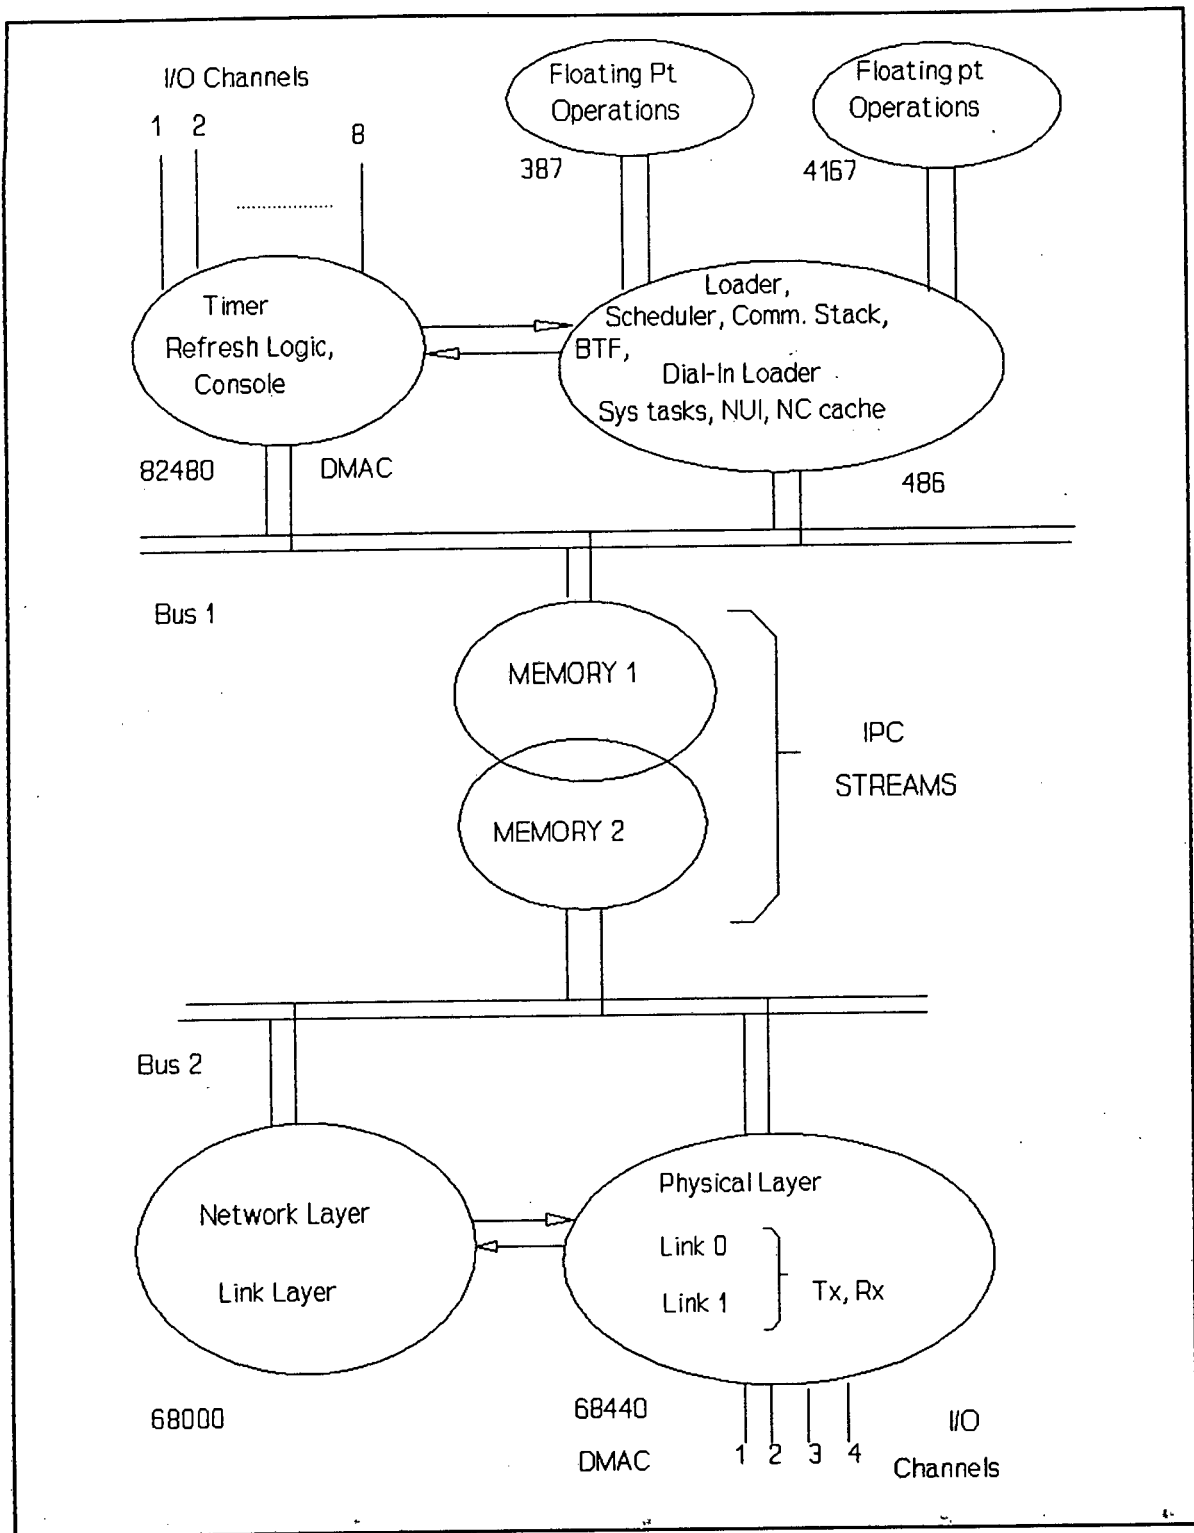 I/O Channels
1 2 8
Floating Pt
Operations
387
Floating pt
Operations
4167
Timer
Refresh Logic,
Console
82480 DMAC
Loader,
Scheduler, Comm. Stack,
BTF,
Dial-In Loader
Sys tasks, NUI, NC cache
486
Bus 1
MEMORY 1
MEMORY 2
IPC
STREAMS
Bus 2
Network Layer
Link Layer
68000
Physical Layer
Link 0
Link 1
Tx, Rx
68440
DMAC
1 2 3 4
I/O
Channels